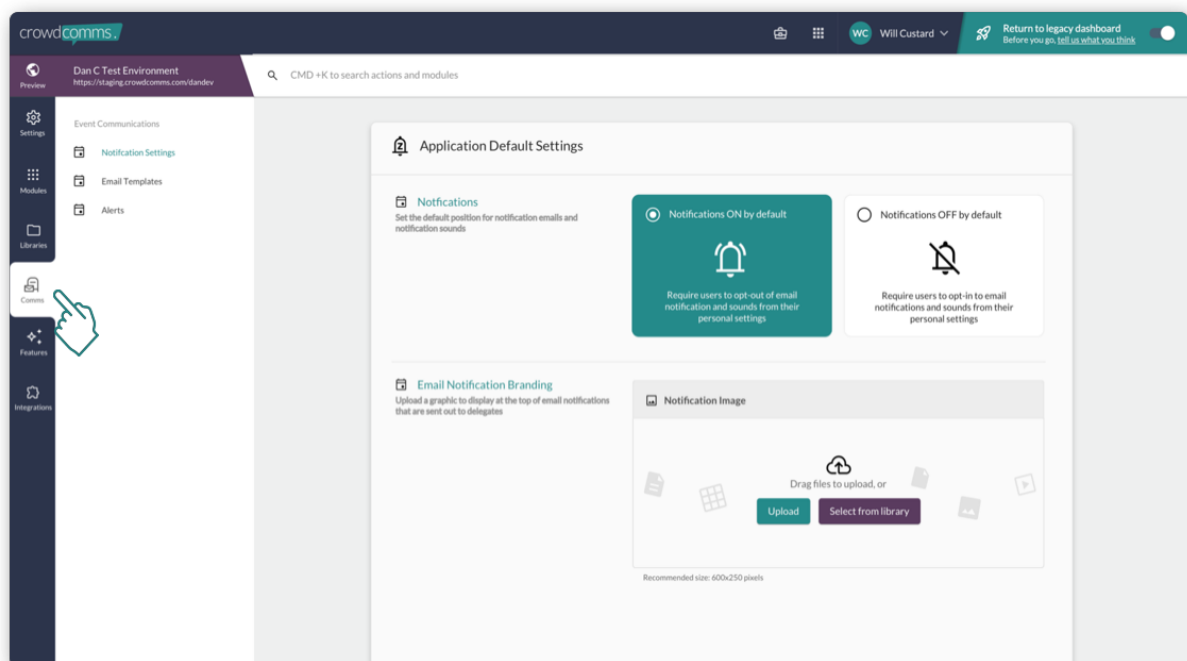 crowdcomms.
WC Will Custard
Return to legacy dashboard
Before you go, tell us what you think
Preview
Dan C Test Environment
https://staging.crowdcomms.com/dandev
CMD +K to search actions and modules
Settings
Modules
Libraries
Comms
Features
Integrations
Event Communications
Notifcation Settings
Email Templates
Alerts
Application Default Settings
Notfications
Set the default position for notification emails and
notification sounds
Notifications ON by default
Require users to opt-out of email
notification and sounds from their
personal settings
Notifications OFF by default
Require users to opt-in to email
notifications and sounds from their
personal settings
Email Notification Branding
Upload a graphic to display at the top of email notifications
that are sent out to delegates
Notification Image
Drag files to upload, or
Upload
Select from library
Recommended size: 600x250 pixels